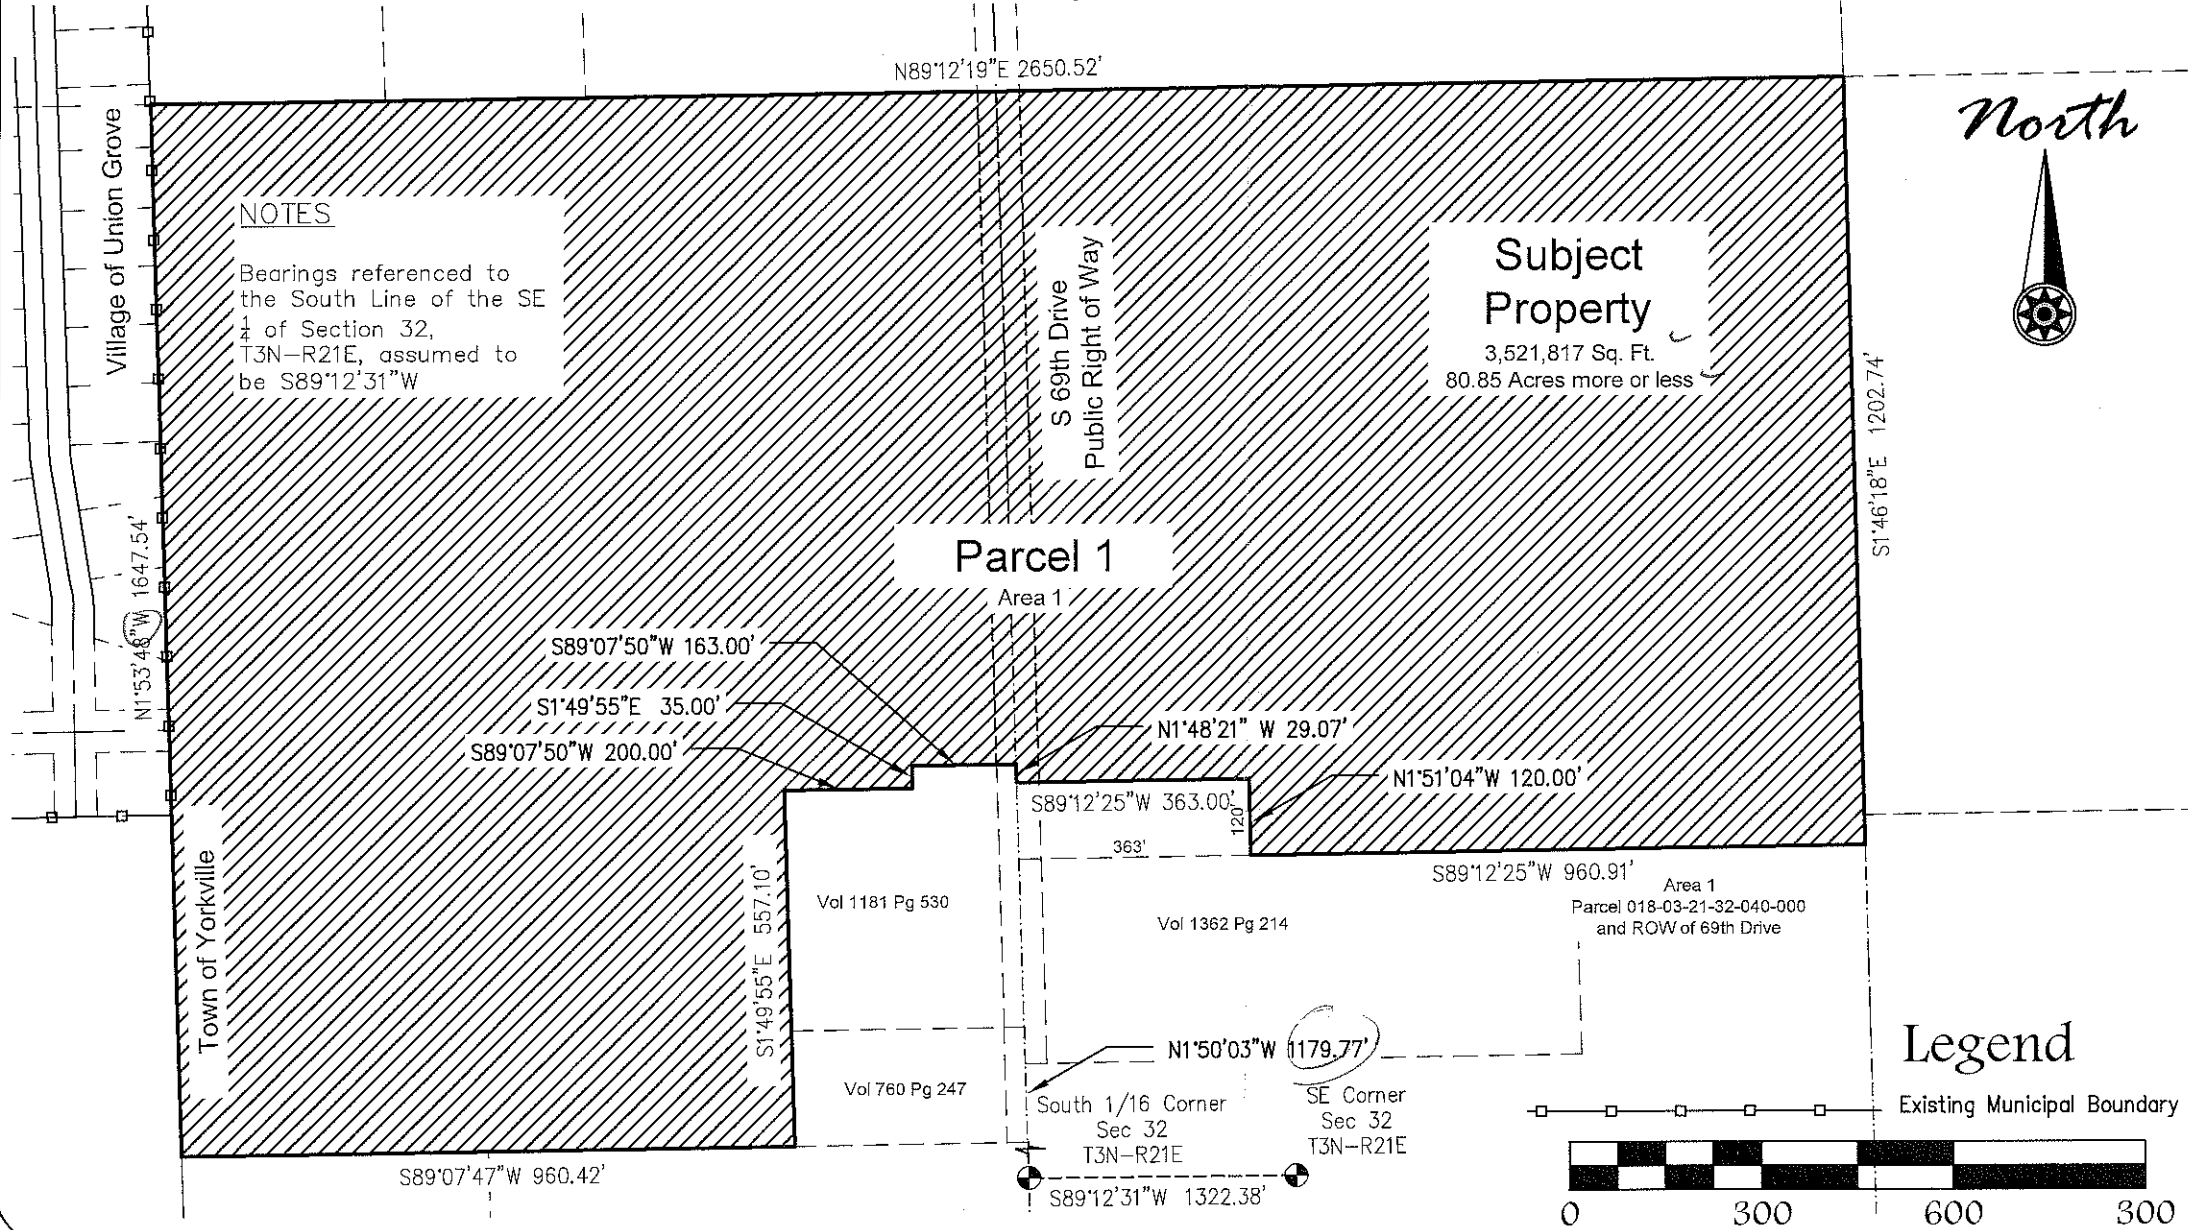 N89°12'19"E 2650.52'
North
Village of Union Grove
NOTES
Bearings referenced to
the South Line of the SE
1/4 of Section 32,
T3N-R21E, assumed to
be S89°12'31"W
S 69th Drive
Public Right of Way
Subject
Property
3,521,817 Sq. Ft.
80.85 Acres more or less
S1°46'18"E 1202.74'
N1°53'48"W 1647.54'
Parcel 1
Area 1
S89°07'50"W 163.00'
S1°49'55"E 35.00'
S89°07'50"W 200.00'
N1°48'21" W 29.07'
N1°51'04"W 120.00'
S89°12'25"W 363.00'
120'
363'
S89°12'25"W 960.91'
Area 1
Parcel 018-03-21-32-040-000
and ROW of 69th Drive
Town of Yorkville
S1°49'55"E 557.10'
Vol 1181 Pg 530
Vol 1362 Pg 214
Vol 760 Pg 247
N1°50'03"W 1179.77'
South 1/16 Corner
Sec 32
T3N-R21E
SE Corner
Sec 32
T3N-R21E
S89°07'47"W 960.42'
S89°12'31"W 1322.38'
Legend
Existing Municipal Boundary
0 300 600 300